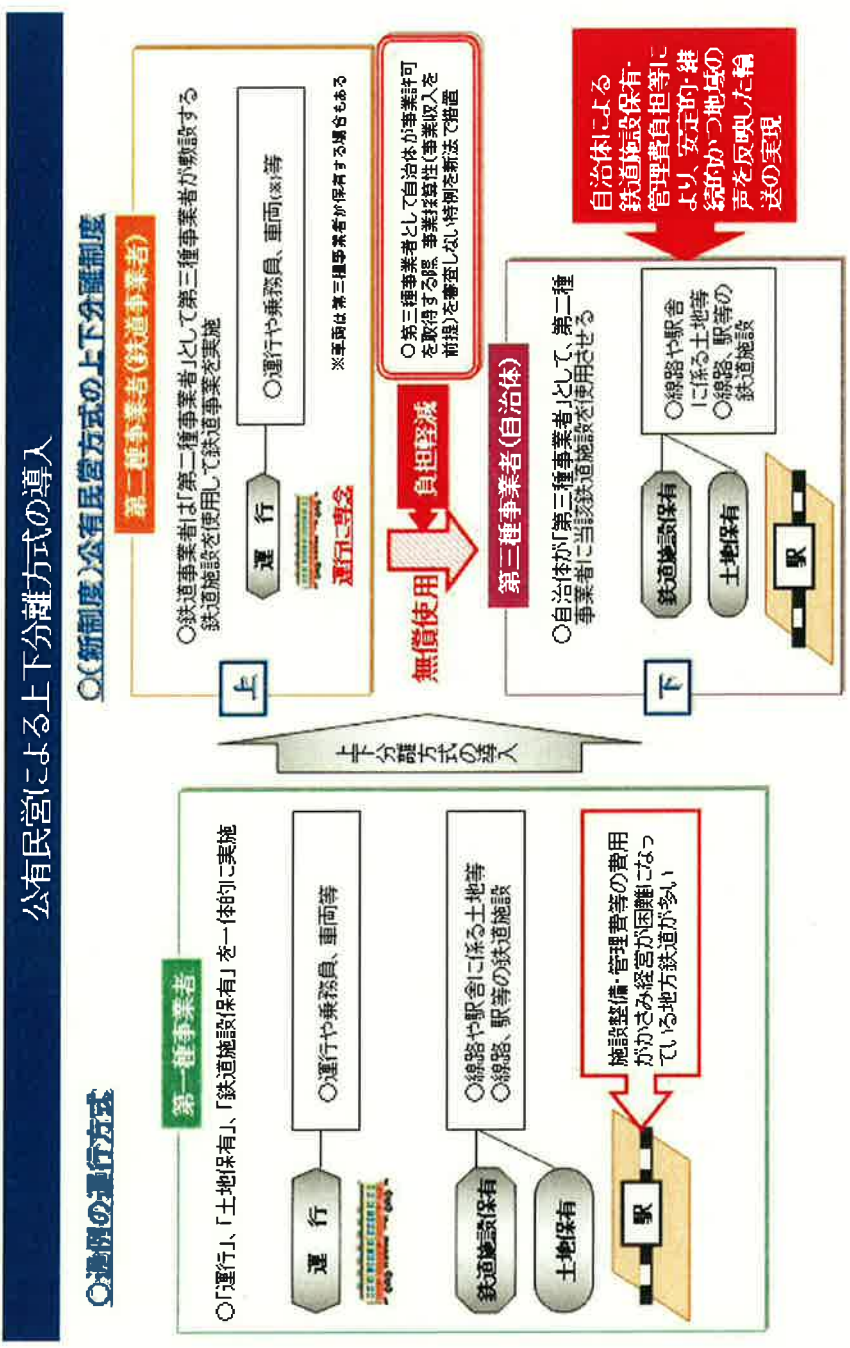 公有民営による上下分離方式の導入
○通例の運行方式
第一種事業者
○「運行」、「土地保有」、「鉄道施設保有」を一体的に実施
運 行
○運行や乗務員、車両等
鉄道施設保有
土地保有
○線路や駅舎に係る土地等
○線路、駅等の鉄道施設
駅
施設整備・管理費等の費用
がかさみ経営が困難になっ
ている地方鉄道が多い
上下分離方式の導入
○(新制度)公有民営方式の上下分離制度
第二種事業者(鉄道事業者)
上
○鉄道事業者は「第二種事業者」として第三種事業者が敷設する
鉄道施設を使用して鉄道事業を実施
運 行
○運行や乗務員、車両(※)等
運行に専念
※車両は第三種事業者が保有する場合もある
無償使用
負担軽減
○第三種事業者として自治体が事業許可
を取得する際、事業採算性(事業収入を
前提)を審査しない特例を新法で措置
第三種事業者(自治体)
下
○自治体が「第三種事業者」として、第二種
事業者に当該鉄道施設を使用させる
鉄道施設保有
土地保有
○線路や駅舎
に係る土地等
○線路、駅等の
鉄道施設
駅
自治体による
鉄道施設保有・
管理費負担等に
より、安定的・継
続的かつ地域の
声を反映した輸
送の実現